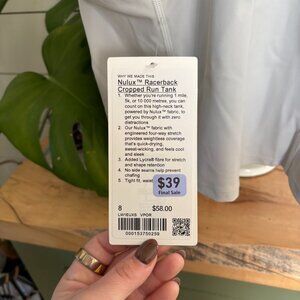 WHY WE MADE THIS
Nulux™ Racerback
Cropped Run Tank
1 Whether you're running 1 mile,
5k, or 10 000 metres, you can
count on this high-neck tank,
powered by Nulux™ fabric, to
get you through it with zero
distractions
2 Our Nulux™ fabric with
engineered four-way stretch
provides weightless coverage
that's quick-drying,
sweat-wicking, and feels cool
and sleek
3 Added Lycra® fibre for stretch
and shape retention
4 No side seams help prevent
chafing
5 Tight fit, waist
$39
Final Sale
8
$58.00